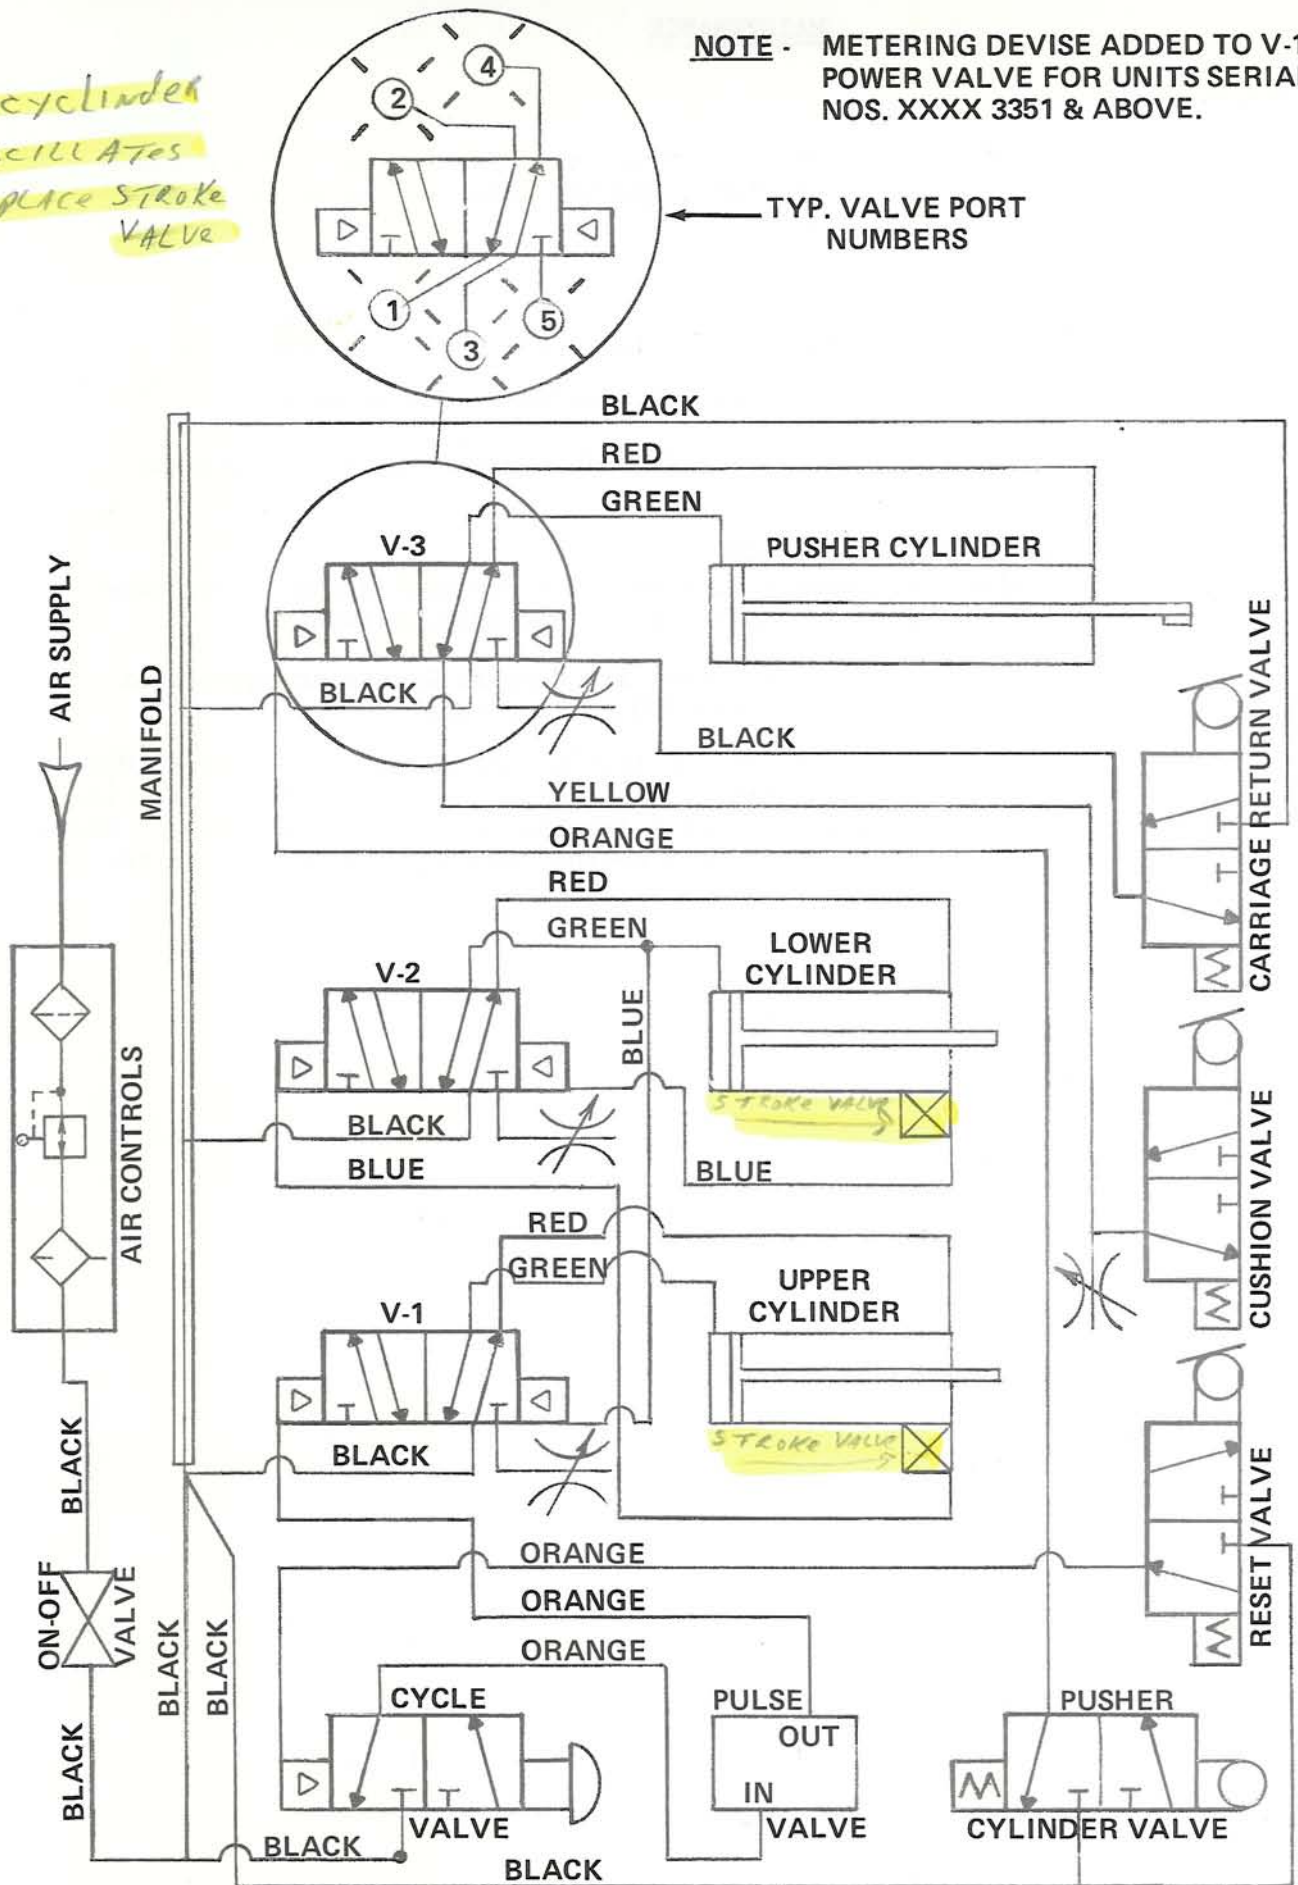 NOTE - METERING DEVISE ADDED TO V-1
POWER VALVE FOR UNITS SERIAL
NOS. XXXX 3351 & ABOVE.
cyclinder
CILLATES
PLACE STROKE
VALVE
4
2
1
3
5
TYP. VALVE PORT
NUMBERS
BLACK
RED
GREEN
V-3
PUSHER CYLINDER
AIR SUPPLY
MANIFOLD
BLACK
BLACK
YELLOW
ORANGE
CARRIAGE RETURN VALVE
RED
GREEN
V-2
LOWER
CYLINDER
BLUE
STROKE VALVE
BLACK
BLUE
BLUE
AIR CONTROLS
CUSHION VALVE
RED
GREEN
V-1
UPPER
CYLINDER
STROKE VALVE
BLACK
BLACK
RESET VALVE
ORANGE
ORANGE
ORANGE
ON-OFF
VALVE
BLACK
BLACK
BLACK
CYCLE
VALVE
PULSE
OUT
IN
VALVE
PUSHER
CYLINDER VALVE
BLACK
BLACK